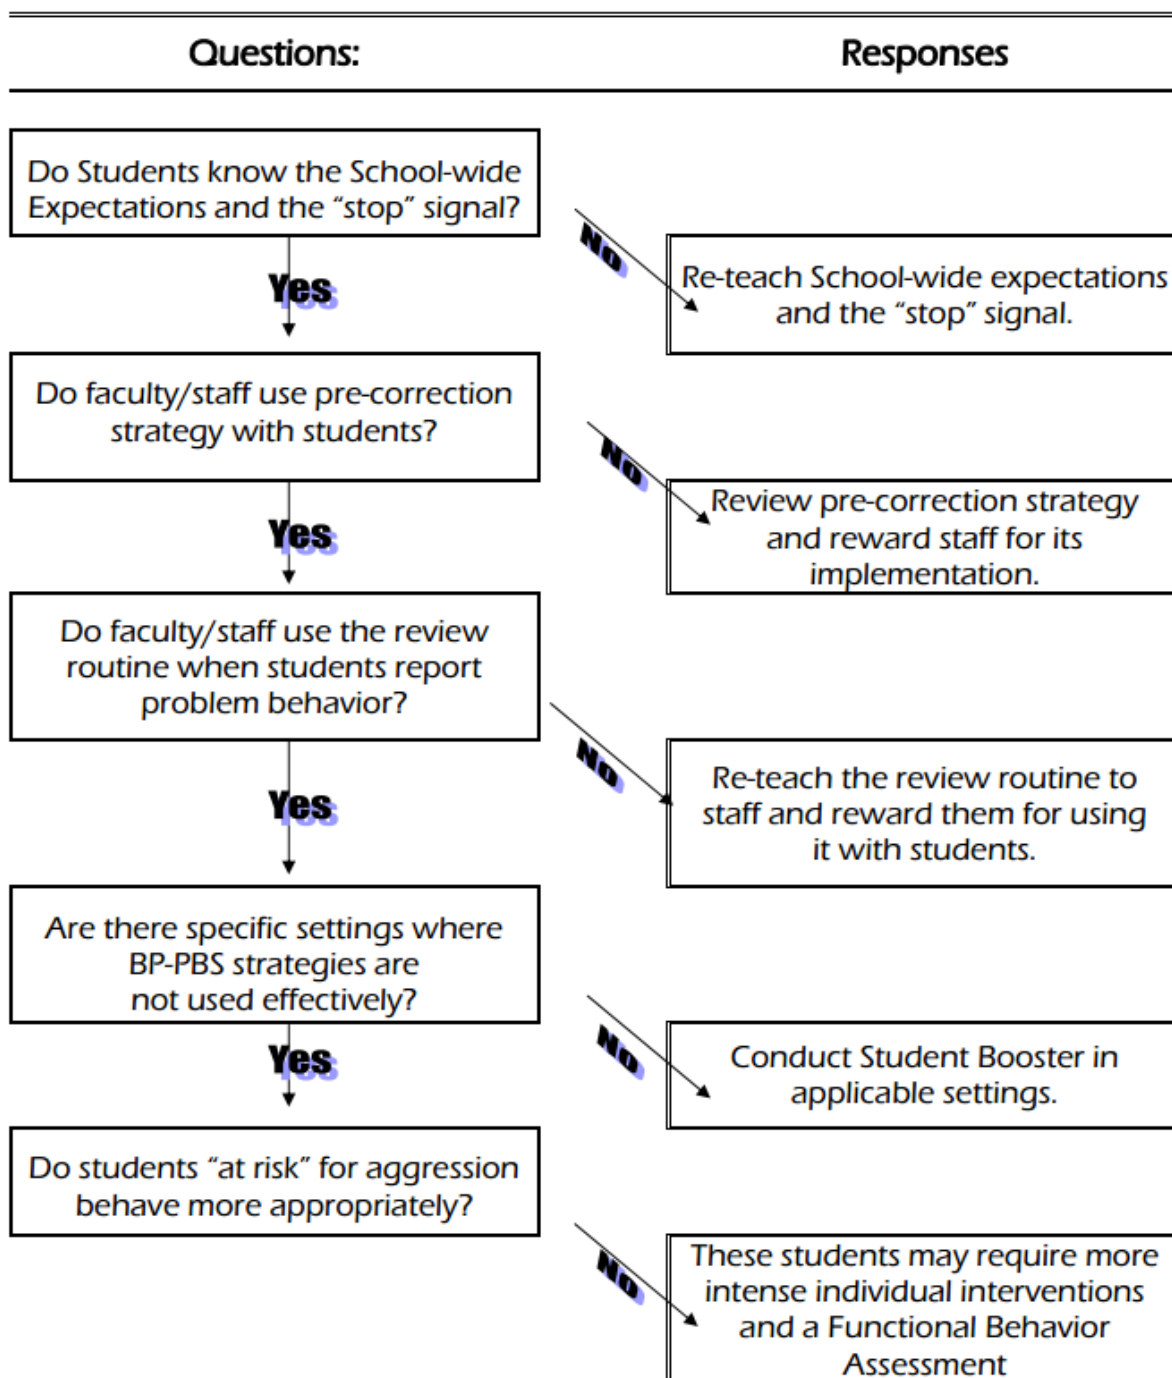 Questions:
Responses
Do Students know the School-wide
Expectations and the “stop” signal?
No
Yes
Re-teach School-wide expectations
and the “stop” signal.
Do faculty/staff use pre-correction
strategy with students?
No
Yes
Review pre-correction strategy
and reward staff for its
implementation.
Do faculty/staff use the review
routine when students report
problem behavior?
No
Yes
Re-teach the review routine to
staff and reward them for using
it with students.
Are there specific settings where
BP-PBS strategies are
not used effectively?
No
Yes
Conduct Student Booster in
applicable settings.
Do students “at risk” for aggression
behave more appropriately?
No
These students may require more
intense individual interventions
and a Functional Behavior
Assessment